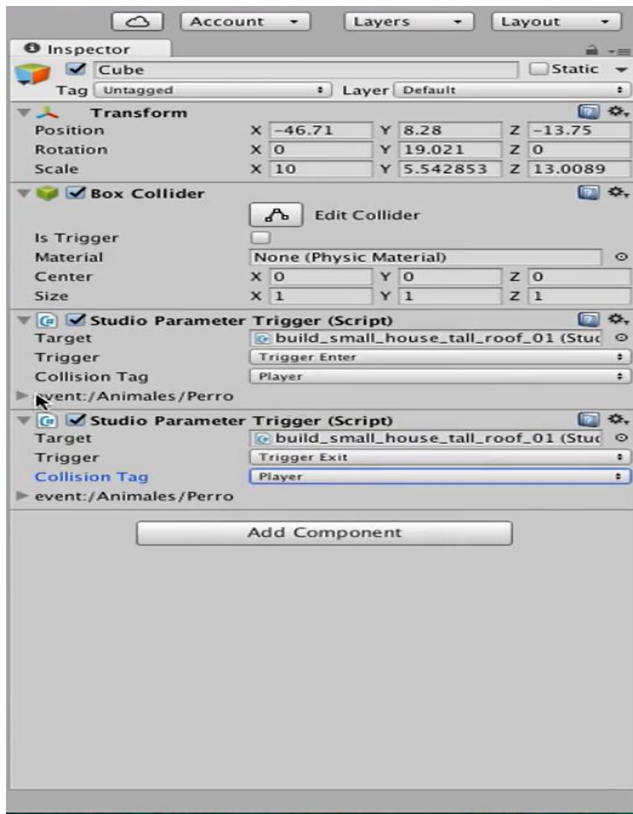 Account Layers Layout
Inspector
Cube Static
Tag Untagged Layer Default
Transform
Position X -46.71 Y 8.28 Z -13.75
Rotation X 0 Y 19.021 Z 0
Scale X 10 Y 5.542853 Z 13.0089
Box Collider
Edit Collider
Is Trigger
Material None (Physic Material)
Center X 0 Y 0 Z 0
Size X 1 Y 1 Z 1
Studio Parameter Trigger (Script)
Target build_small_house_tall_roof_01 (Stud
Trigger Trigger Enter
Collision Tag Player
event:/Animales/Perro
Studio Parameter Trigger (Script)
Target build_small_house_tall_roof_01 (Stud
Trigger Trigger Exit
Collision Tag Player
event:/Animales/Perro
Add Component